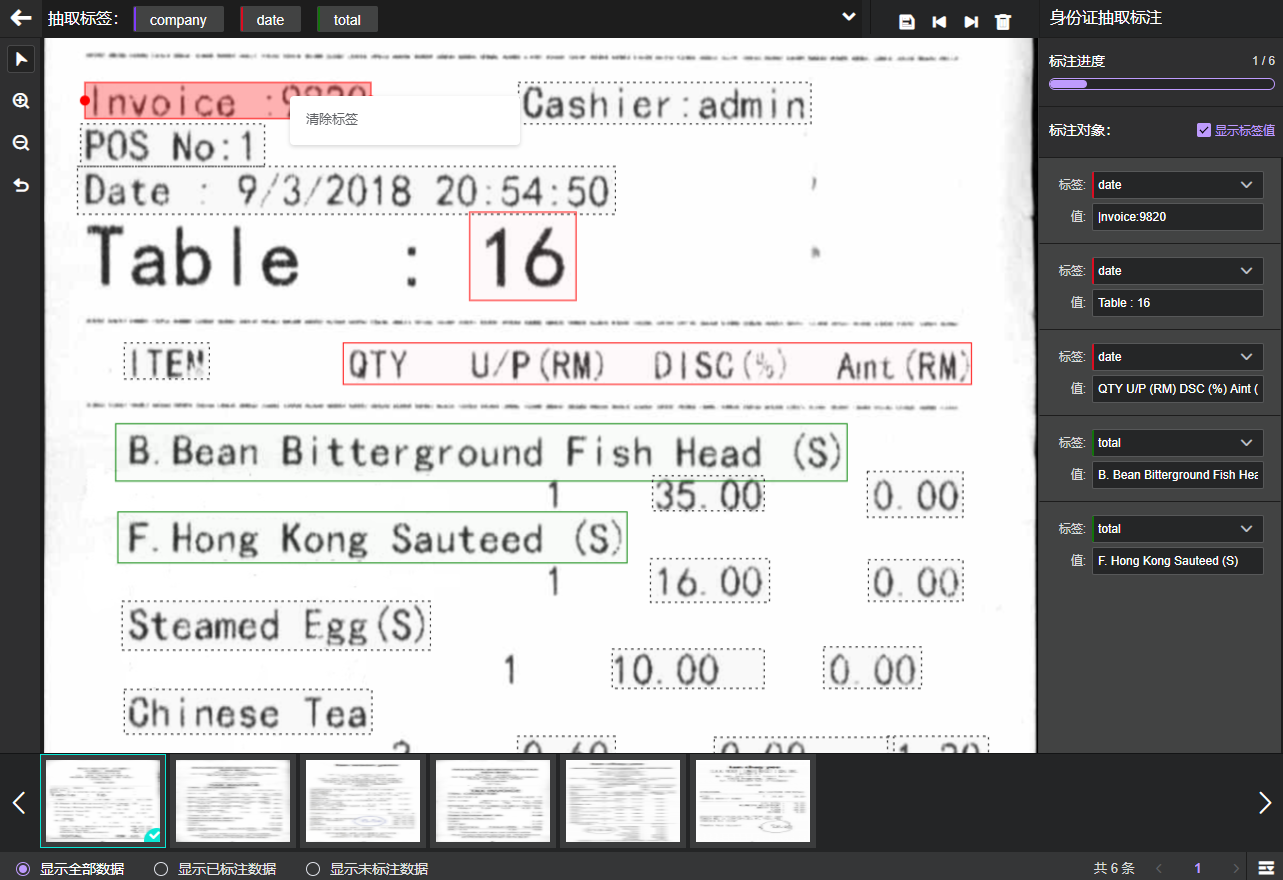 抽取标签: company date total
身份证抽取标注
标注进度 1 / 6
标注对象: 显示标签值
标签: date
值: Invoice:9820
标签: date
值: Table : 16
标签: date
值: QTY U/P (RM) DSC (%) Aint (
标签: total
值: B. Bean Bitterground Fish Hea
标签: total
值: F. Hong Kong Sauteed (S)
Invoice :9820 Cashier:admin
清除标签
POS No:1
Date : 9/3/2018 20:54:50
Table : 16
ITEM QTY U/P(RM) DISC(%) Amt(RM)
B.Bean Bitterground Fish Head (S)
1 35.00 0.00
F.Hong Kong Sauteed (S)
1 16.00 0.00
Steamed Egg(S)
1 10.00 0.00
Chinese Tea
显示全部数据 显示已标注数据 显示未标注数据 共 6 条 1